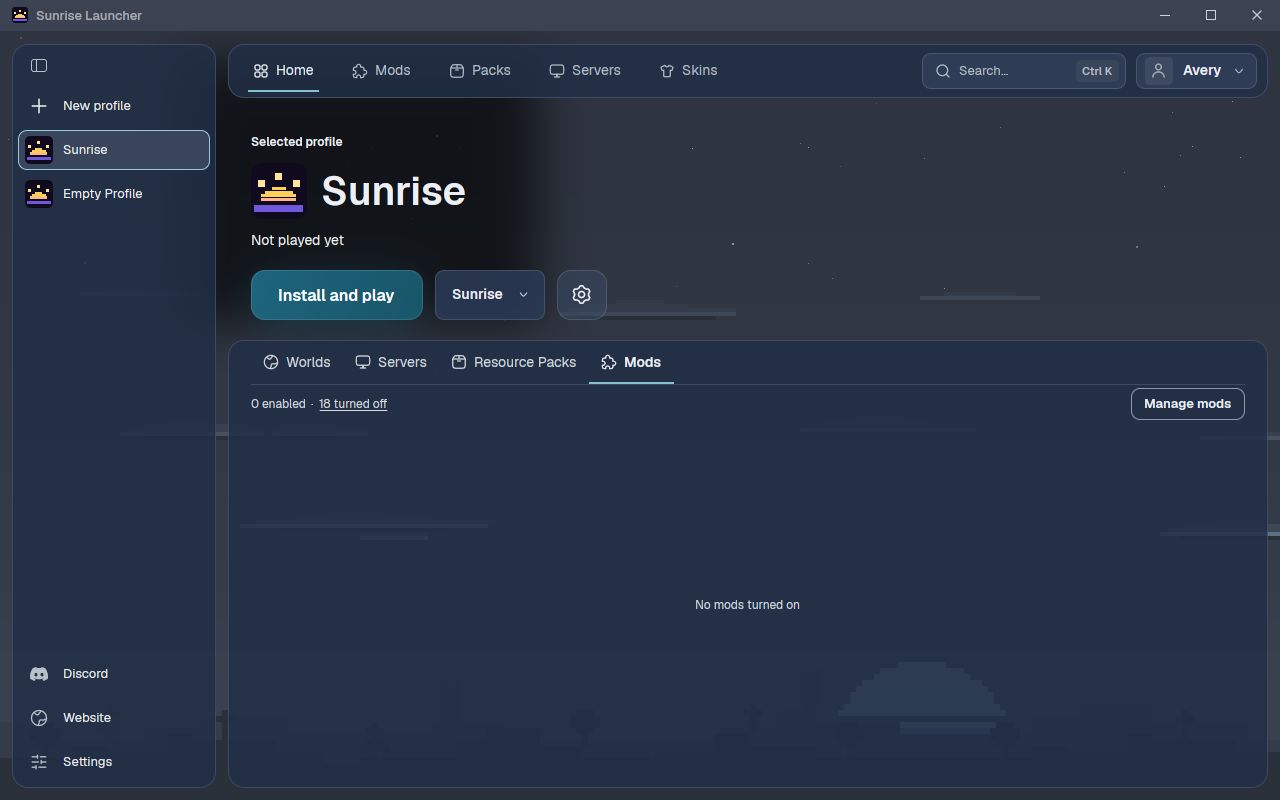 Sunrise Launcher
New profile
Sunrise
Empty Profile
Discord
Website
Settings
Home Mods Packs Servers Skins Search... Ctrl K Avery
Selected profile
Sunrise
Not played yet
Install and play Sunrise
Worlds Servers Resource Packs Mods
0 enabled · 18 turned off Manage mods
No mods turned on